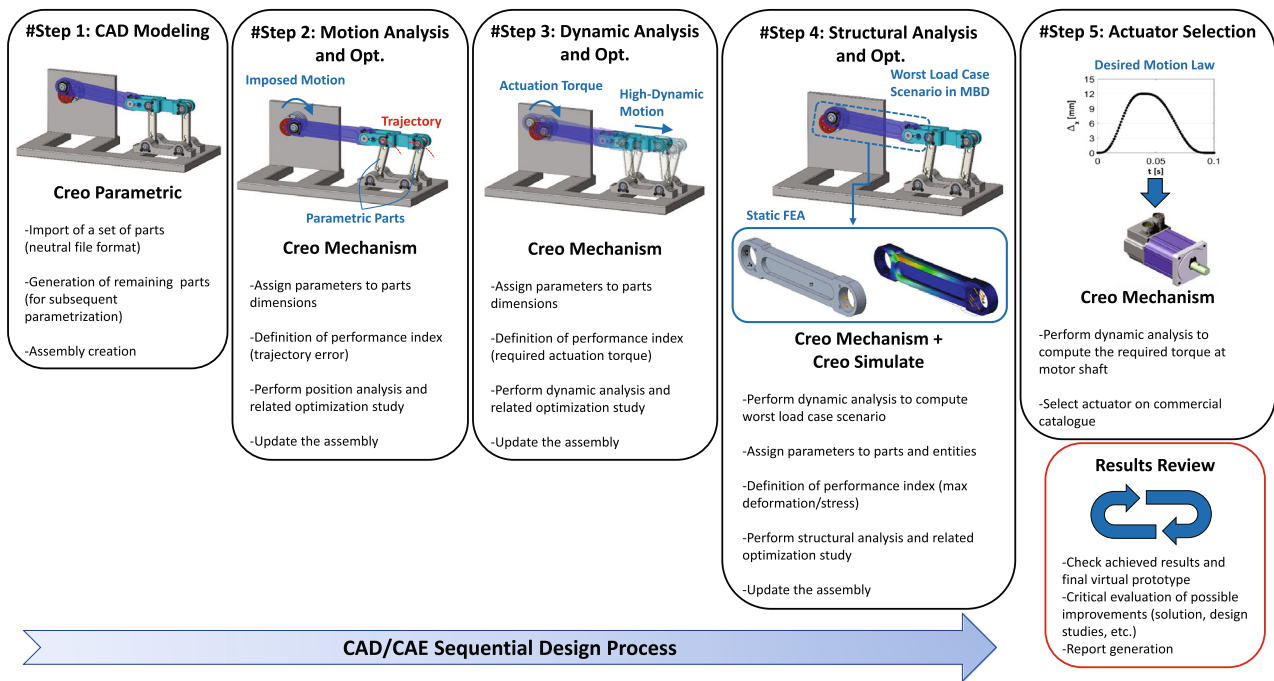 #Step 1: CAD Modeling
Creo Parametric
-Import of a set of parts
(neutral file format)
-Generation of remaining parts
(for subsequent
parametrization)
-Assembly creation
#Step 2: Motion Analysis
and Opt.
Imposed Motion
Trajectory
Parametric Parts
Creo Mechanism
-Assign parameters to parts
dimensions
-Definition of performance index
(trajectory error)
-Perform position analysis and
related optimization study
-Update the assembly
#Step 3: Dynamic Analysis
and Opt.
Actuation Torque
High-Dynamic
Motion
Creo Mechanism
-Assign parameters to parts
dimensions
-Definition of performance index
(required actuation torque)
-Perform dynamic analysis and
related optimization study
-Update the assembly
#Step 4: Structural Analysis
and Opt.
Worst Load Case
Scenario in MBD
Static FEA
Creo Mechanism +
Creo Simulate
-Perform dynamic analysis to compute
worst load case scenario
-Assign parameters to parts and entities
-Definition of performance index (max
deformation/stress)
-Perform structural analysis and related
optimization study
-Update the assembly
#Step 5: Actuator Selection
Desired Motion Law
15
12
9
6
3
0
[mm]
0
0.05
0.1
t [s]
Creo Mechanism
-Perform dynamic analysis to
compute the required torque at
motor shaft
-Select actuator on commercial
catalogue
Results Review
-Check achieved results and
final virtual prototype
-Critical evaluation of possible
improvements (solution, design
studies, etc.)
-Report generation
CAD/CAE Sequential Design Process